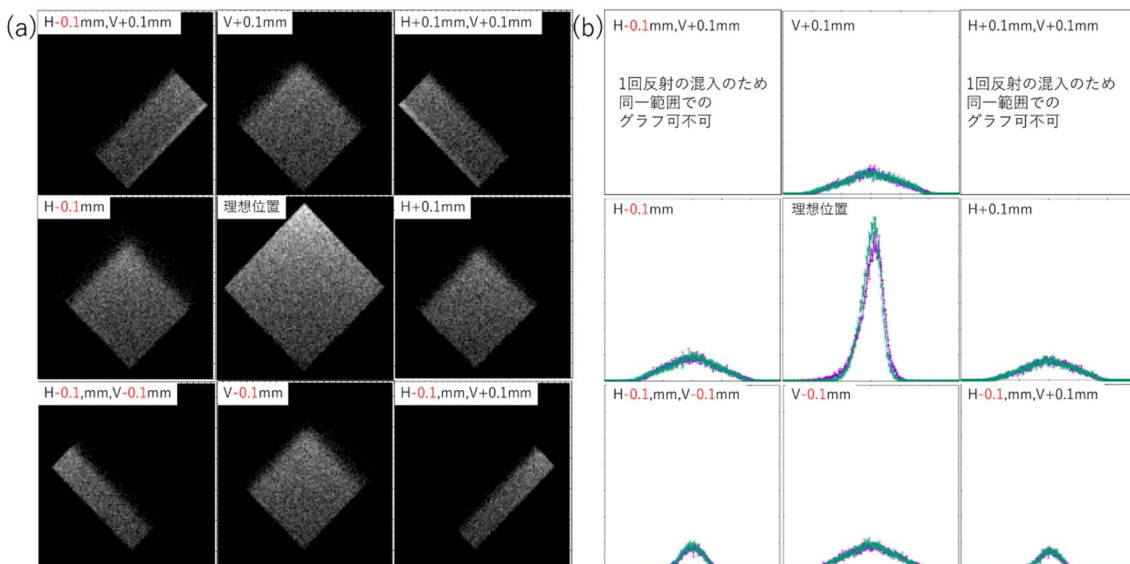 (a)
H-0.1mm,V+0.1mm
V+0.1mm
H+0.1mm,V+0.1mm
H-0.1mm
理想位置
H+0.1mm
H-0.1,mm,V-0.1mm
V-0.1mm
H-0.1,mm,V+0.1mm
(b)
H-0.1mm,V+0.1mm
1回反射の混入のため
同一範囲での
グラフ可不可
V+0.1mm
H+0.1mm,V+0.1mm
1回反射の混入のため
同一範囲での
グラフ可不可
H-0.1mm
理想位置
H+0.1mm
H-0.1,mm,V-0.1mm
V-0.1mm
H-0.1,mm,V+0.1mm